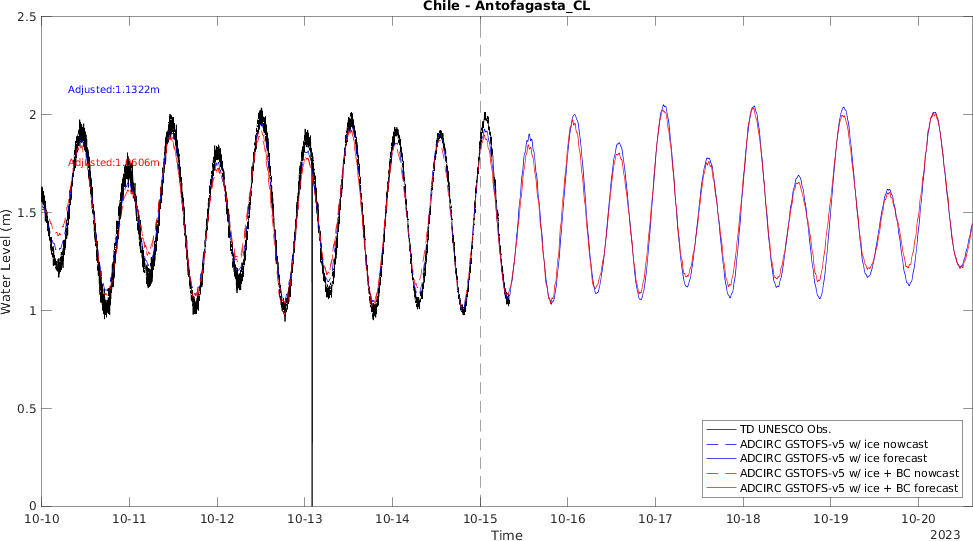 Chile - Antofagasta_CL
2.5
2
1.5
1
0.5
0
Water Level (m)
Adjusted:1.1322m
TD UNESCO Obs.
ADCIRC GSTOFS-v5 w/ ice nowcast
ADCIRC GSTOFS-v5 w/ ice forecast
ADCIRC GSTOFS-v5 w/ ice + BC nowcast
ADCIRC GSTOFS-v5 w/ ice + BC forecast
10-10 10-11 10-12 10-13 10-14 10-15 10-16 10-17 10-18 10-19 10-20
Time
2023